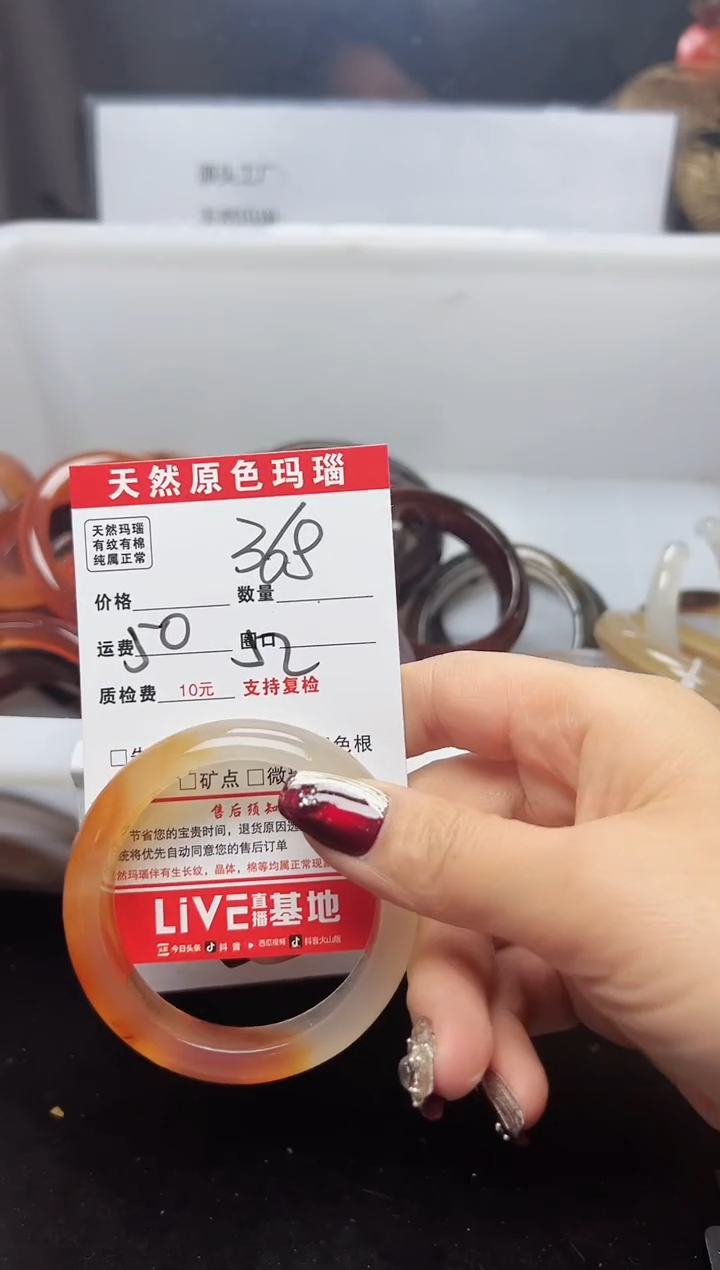 源头工厂
天然原色玛瑙
天然玛瑙
有纹有棉
纯属正常
368
价格 数量
运费 50 圈口 52
质检费 10元 支持复检
色根
□矿点 □微
售后须知
节省您的宝贵时间，退货原因
统将优先自动同意您的售后订单
然玛瑙伴有生长纹，晶体，棉等均属正常现
LiVE直播基地
今日头条 抖音 西瓜视频 抖音火山版